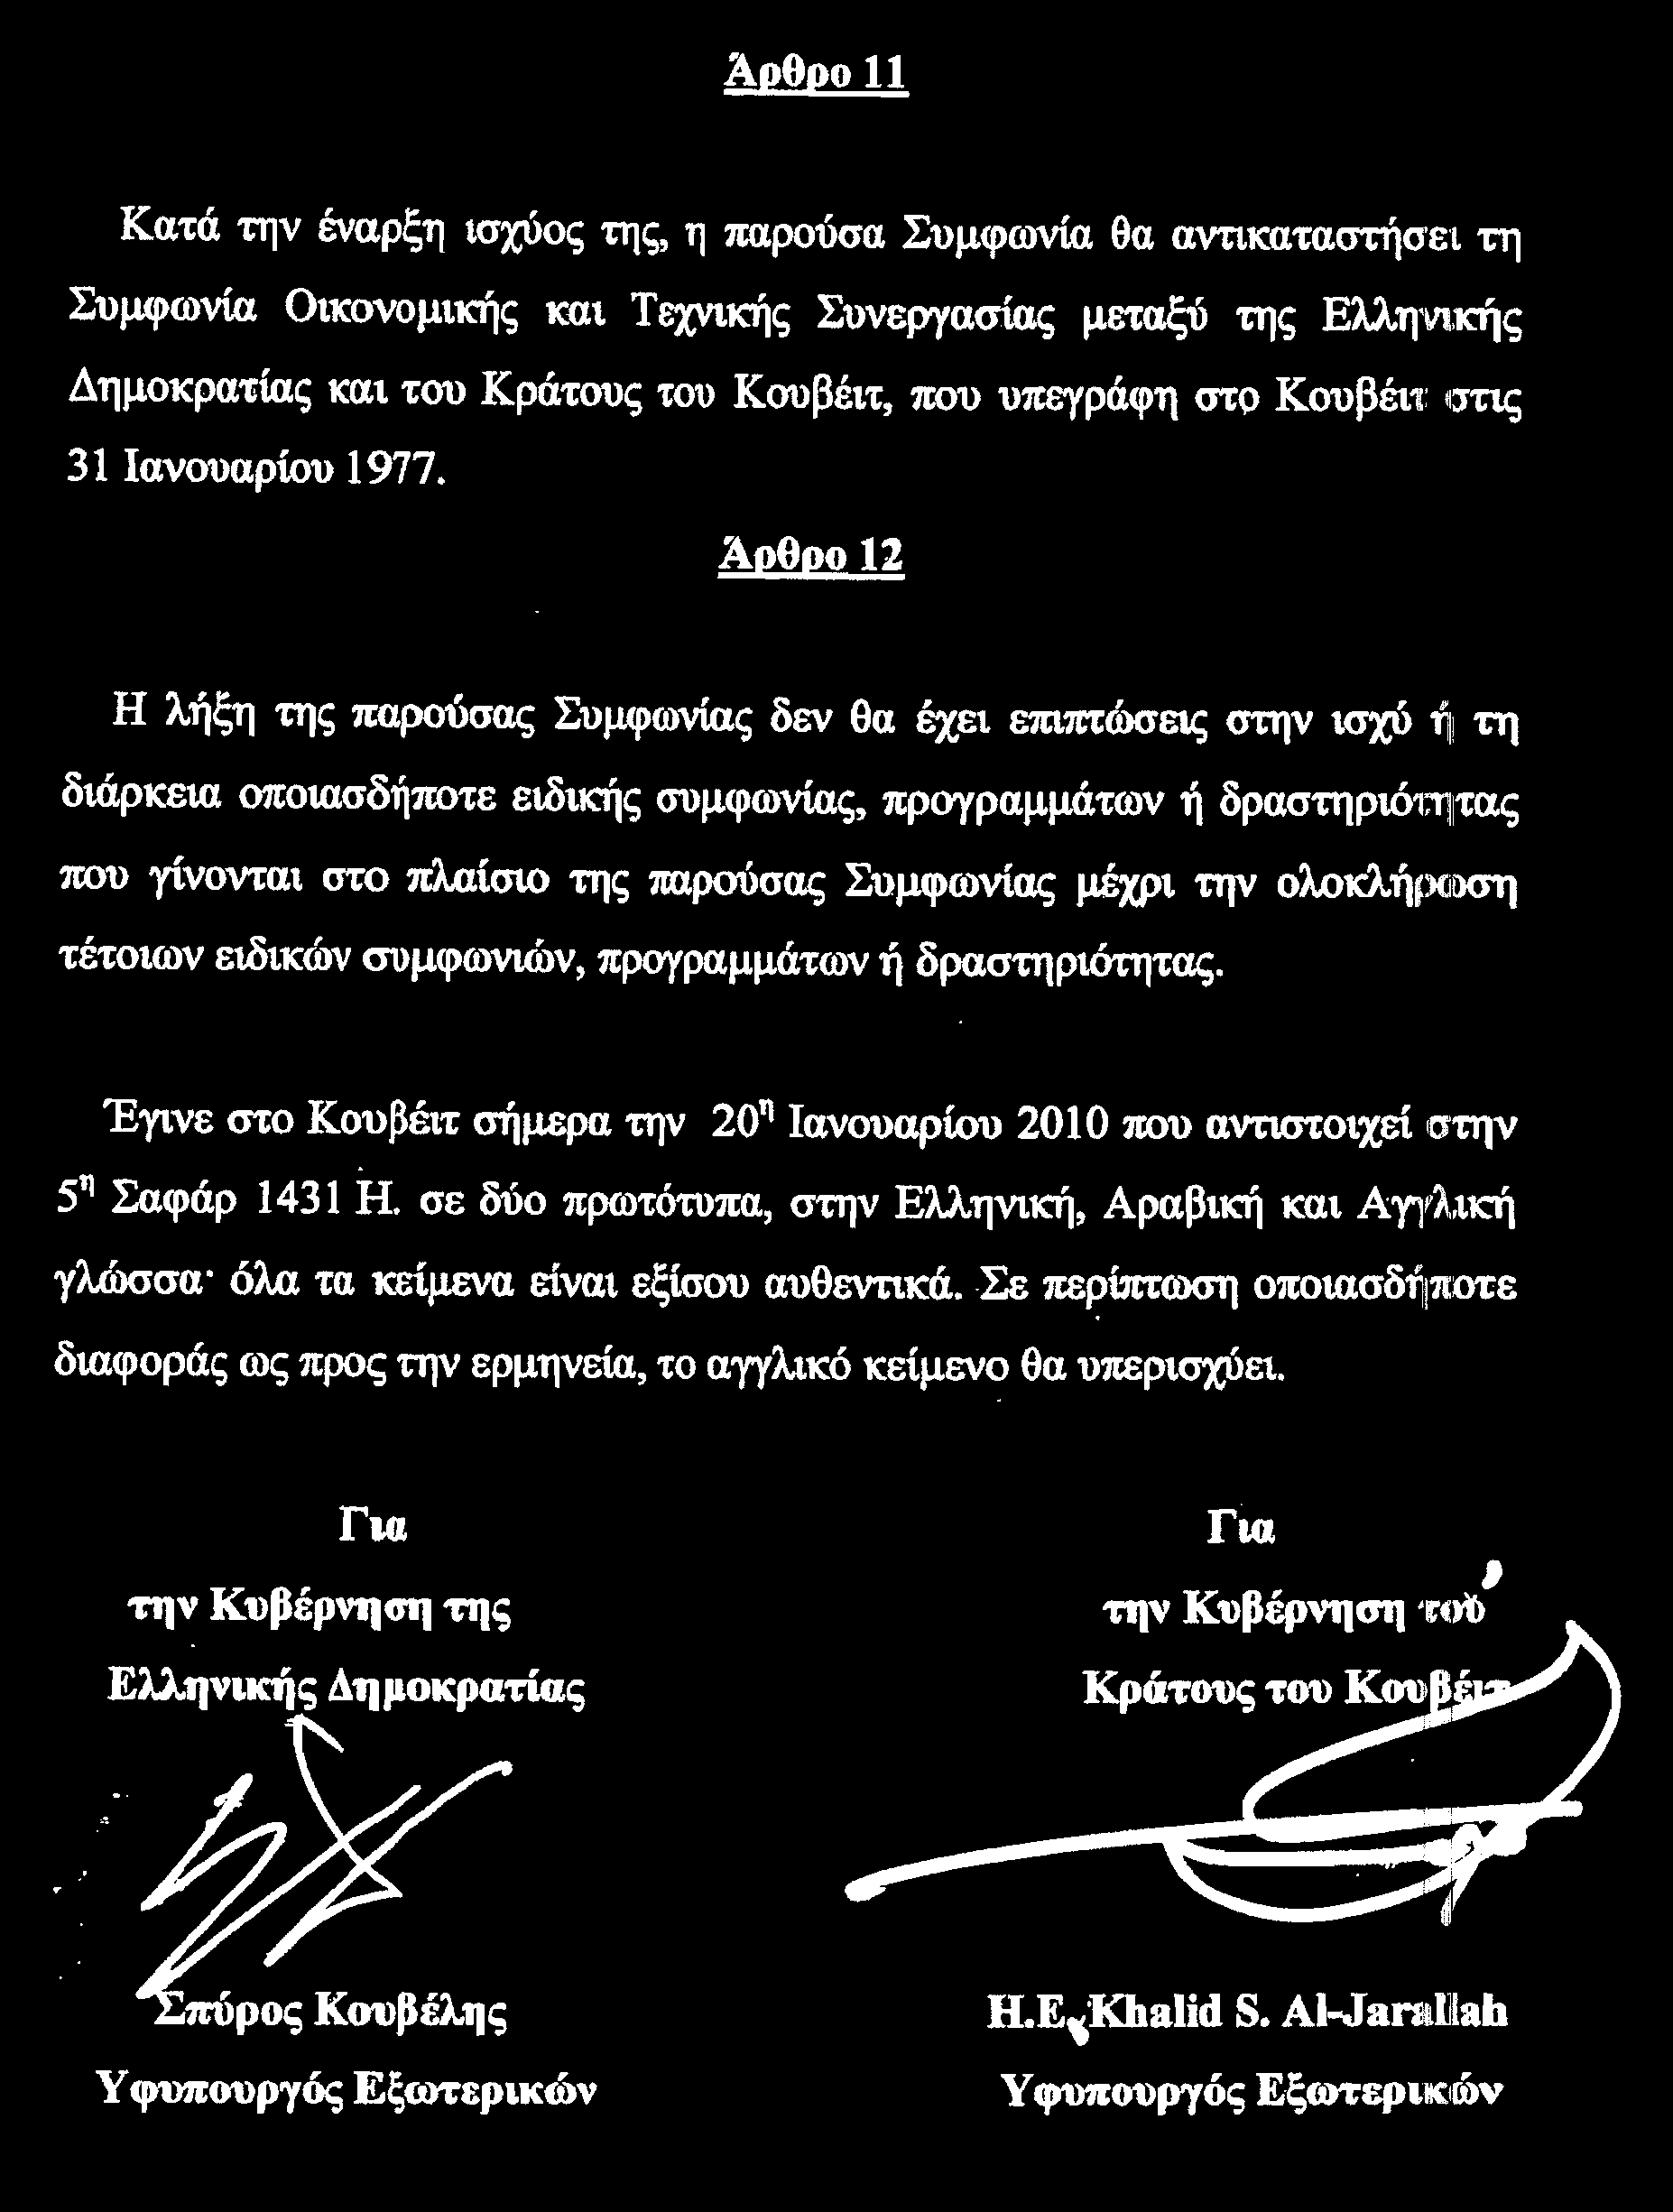 Άρθρο 11
Κατά την έναρξη ισχύος της, η παρούσα Συμφωνία θα αντικαταστήσει τη
Συμφωνία Οικονομικής και Τεχνικής Συνεργασίας μεταξύ της Ελληνικής
Δημοκρατίας και του Κράτους του Κουβέιτ, που υπεγράφη στο Κουβέιτ στις
31 Ιανουαρίου 1977.
Άρθρο 12
Η λήξη της παρούσας Συμφωνίας δεν θα έχει επιπτώσεις στην ισχύ ή τη
διάρκεια οποιασδήποτε ειδικής συμφωνίας, προγραμμάτων ή δραστηριότητας
που γίνονται στο πλαίσιο της παρούσας Συμφωνίας μέχρι την ολοκλήρωση
τέτοιων ειδικών συμφωνιών, προγραμμάτων ή δραστηριότητας.
Έγινε στο Κουβέιτ σήμερα την 20η Ιανουαρίου 2010 που αντιστοιχεί στην
5η Σαφάρ 1431 Η. σε δύο πρωτότυπα, στην Ελληνική, Αραβική και Αγγλική
γλώσσα· όλα τα κείμενα είναι εξίσου αυθεντικά. Σε περίπτωση οποιασδήποτε
διαφοράς ως προς την ερμηνεία, το αγγλικό κείμενο θα υπερισχύει.
Για
την Κυβέρνηση της
Ελληνικής Δημοκρατίας
Σπύρος Κουβέλης
Υφυπουργός Εξωτερικών
Για
την Κυβέρνηση του
Κράτους του Κουβέιτ
H.E. Khalid S. Al-Jarallah
Υφυπουργός Εξωτερικών